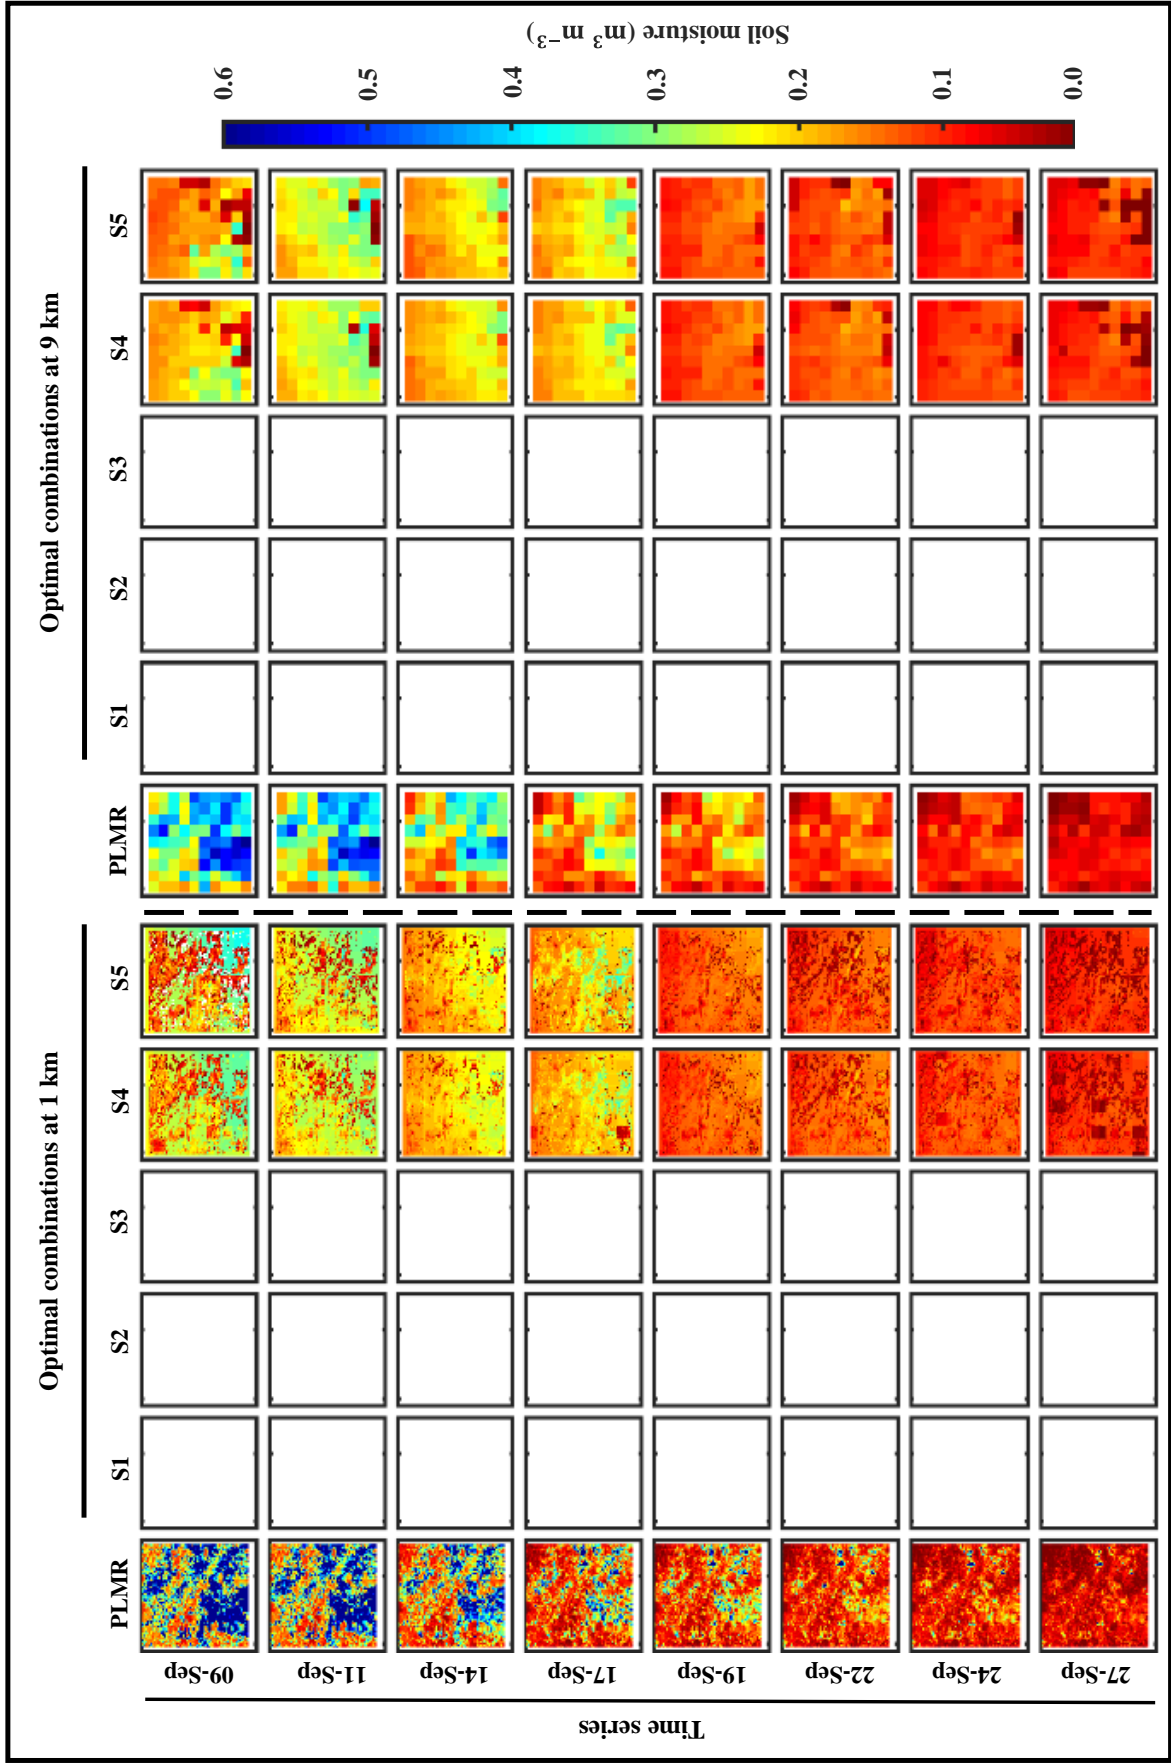 Optimal combinations at 1 km
Optimal combinations at 9 km
PLMR
S1
S2
S3
S4
S5
PLMR
S1
S2
S3
S4
S5
Time series
09-Sep
11-Sep
14-Sep
17-Sep
19-Sep
22-Sep
24-Sep
27-Sep
0.6
0.5
0.4
0.3
0.2
0.1
0.0
Soil moisture (m³ m⁻³)